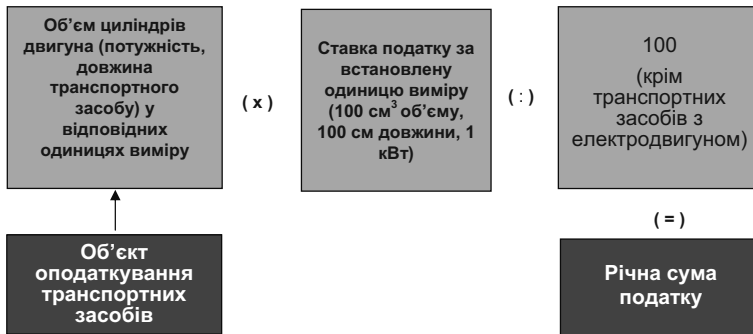 Об’єм циліндрів
двигуна (потужність,
довжина
транспортного
засобу) у
відповідних
одиницях виміру
( х )
Ставка податку за
встановлену
одиницю виміру
(100 см³ об’єму,
100 см довжини, 1
кВт)
( : )
100
(крім
транспортних
засобів з
електродвигуном)
( = )
Об’єкт
оподаткування
транспортних
засобів
Річна сума
податку